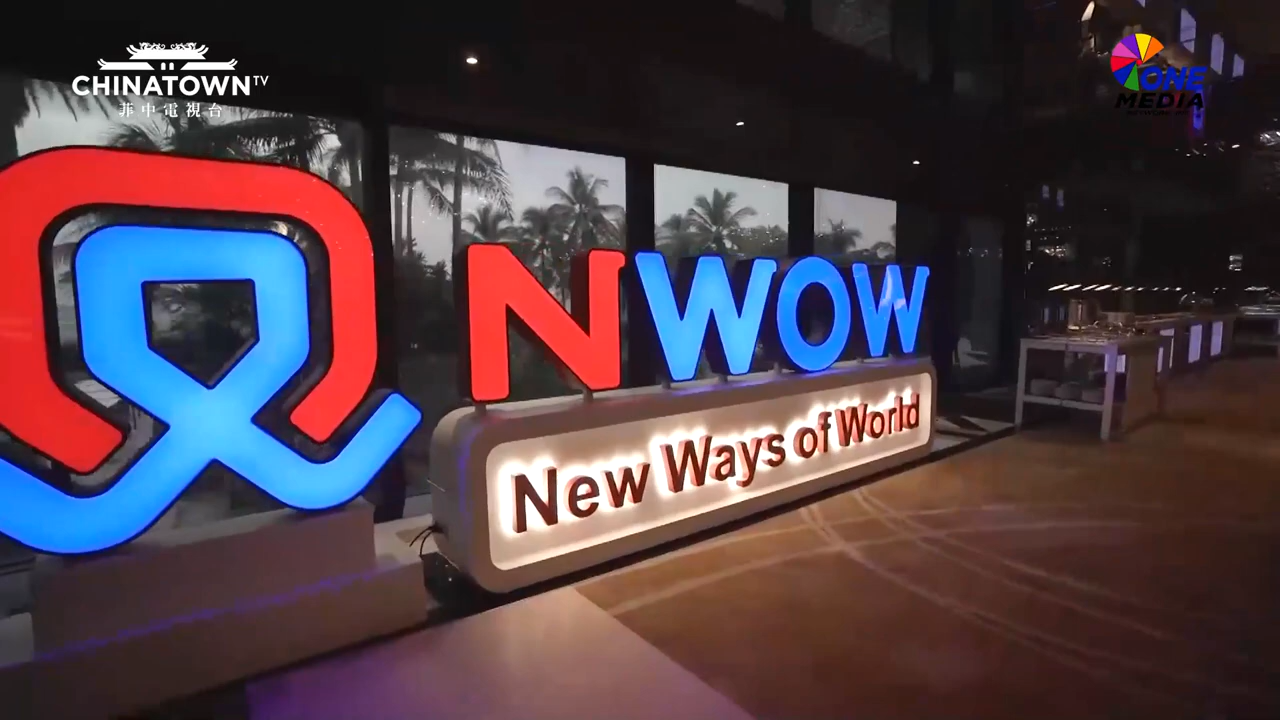 CHINATOWN TV
菲中電視台
ONE
MEDIA
NWOW
New Ways of World